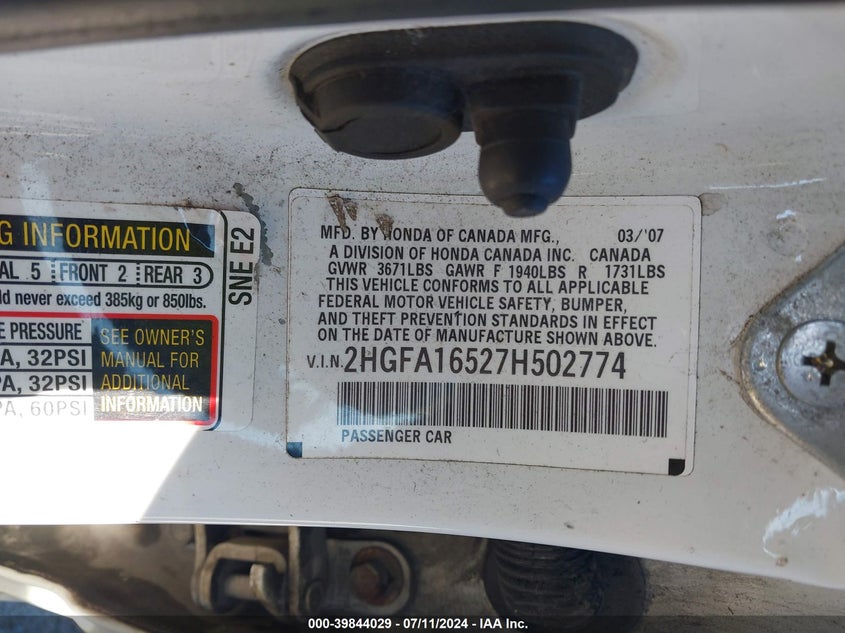 G INFORMATION
AL 5 FRONT 2 REAR 3
ld never exceed 385kg or 850lbs.
E PRESSURE
A, 32PSI
PA, 32PSI
PA, 60PSI
SEE OWNER'S
MANUAL FOR
ADDITIONAL
INFORMATION
SNE E2
MFD. BY HONDA OF CANADA MFG., 03/'07
A DIVISION OF HONDA CANADA INC. CANADA
GVWR 3671LBS GAWR F 1940LBS R 1731LBS
THIS VEHICLE CONFORMS TO ALL APPLICABLE
FEDERAL MOTOR VEHICLE SAFETY, BUMPER,
AND THEFT PREVENTION STANDARDS IN EFFECT
ON THE DATE OF MANUFACTURE SHOWN ABOVE.
V.I.N. 2HGFA16527H502774
PASSENGER CAR
000-39844029 - 07/11/2024 - IAA Inc.